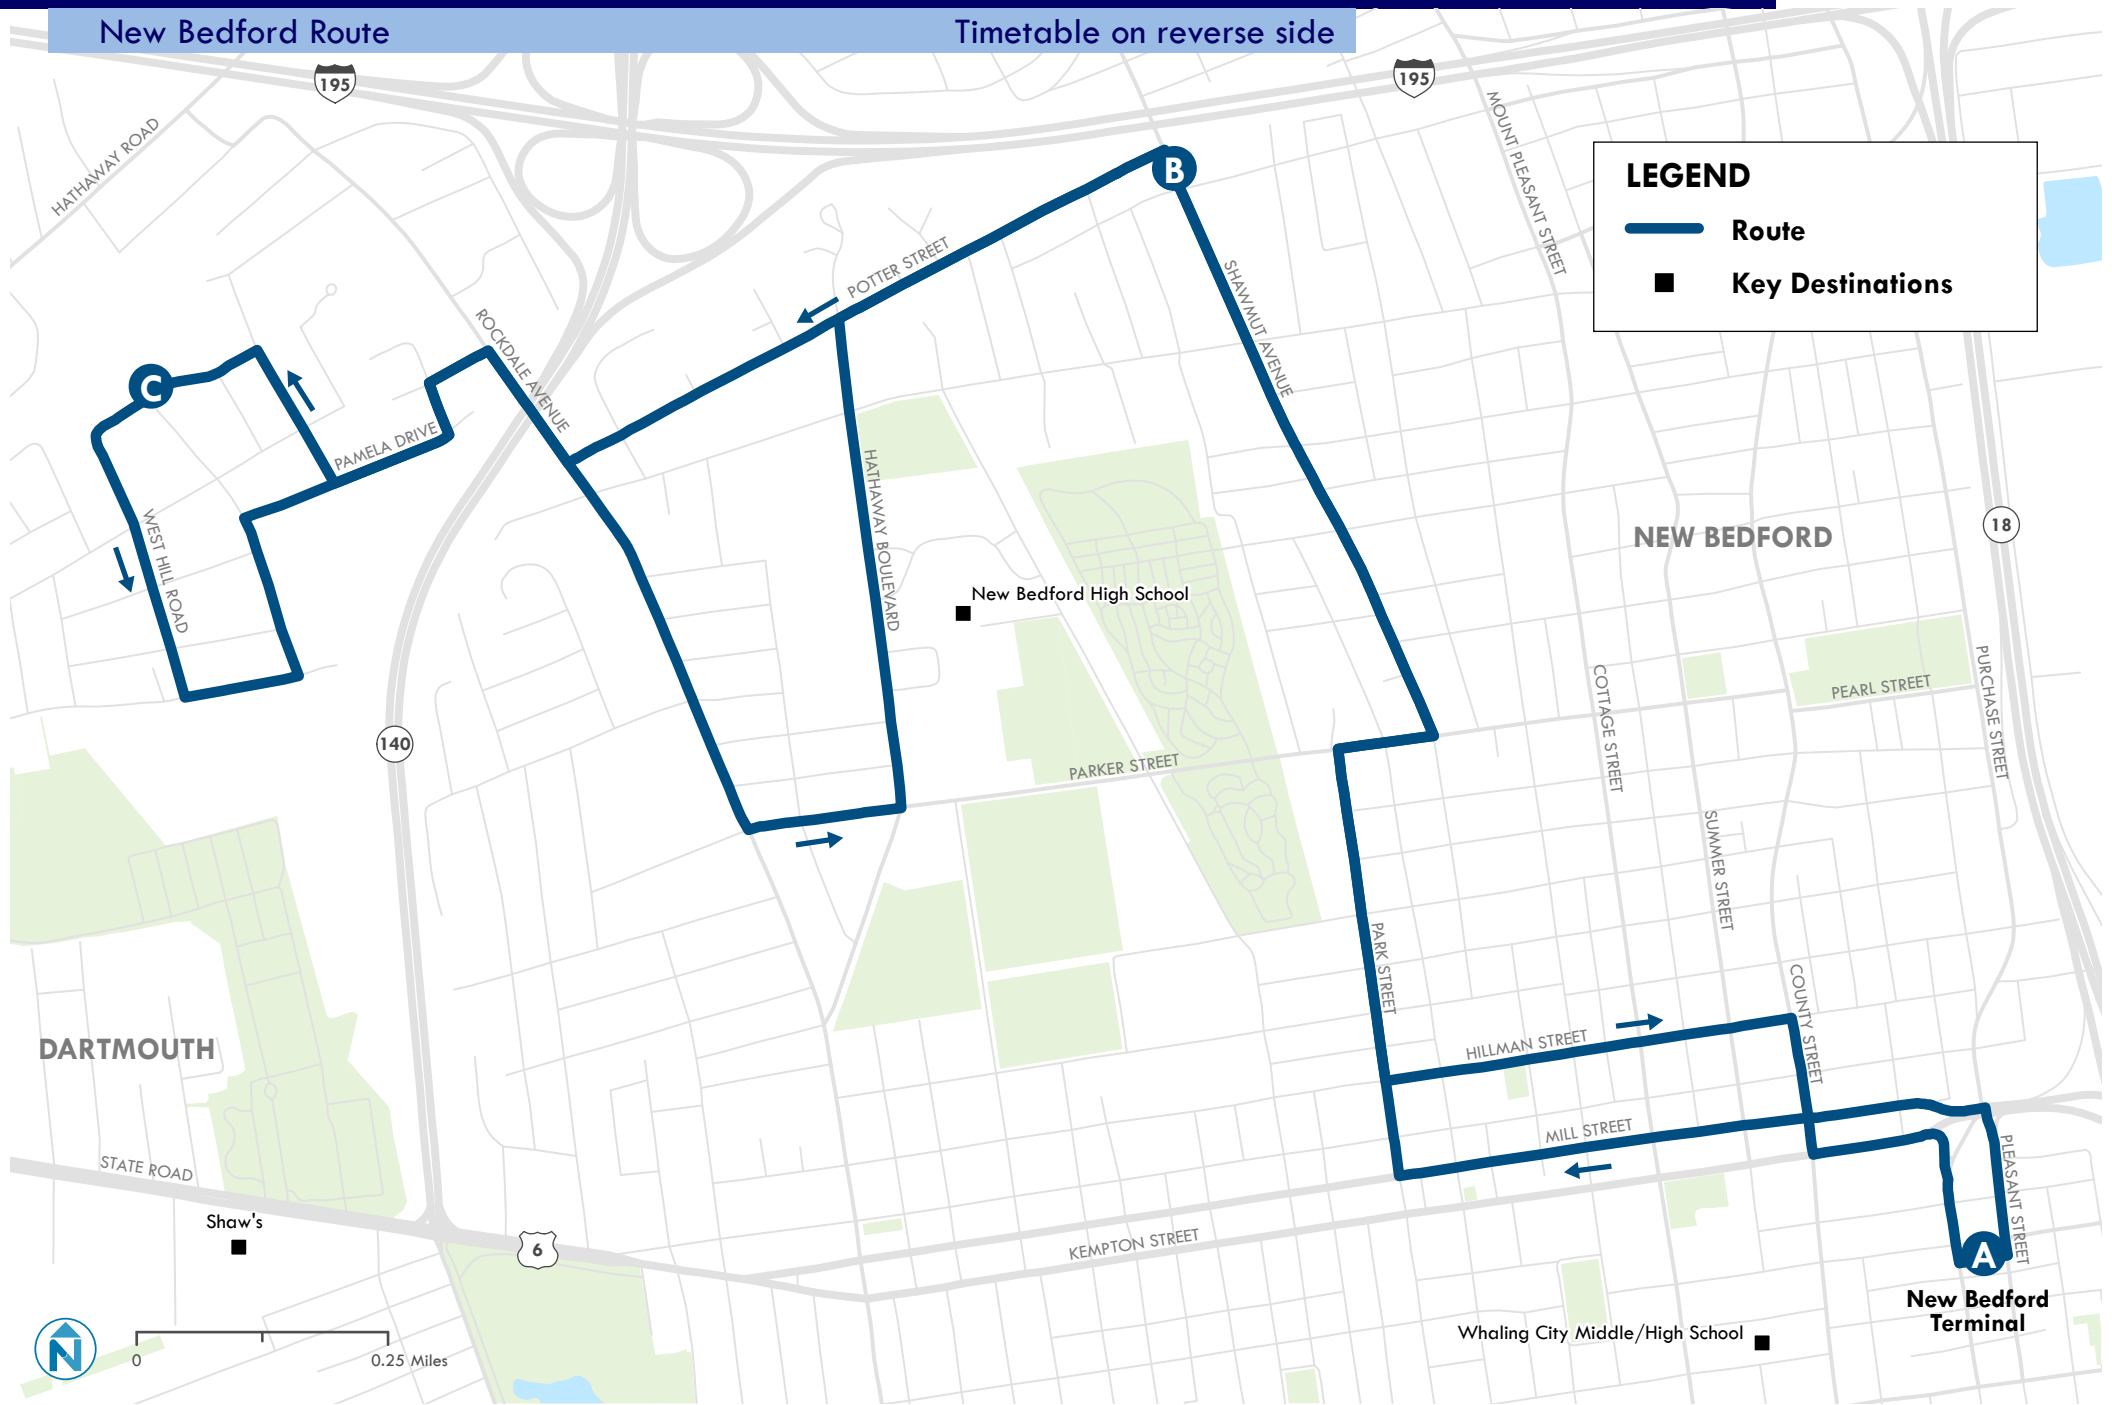 New Bedford Route
Timetable on reverse side
195
195
HATHAWAY ROAD
MOUNT PLEASANT STREET
LEGEND
Route
Key Destinations
B
POTTER STREET
SHAWMUT AVENUE
ROCKDALE AVENUE
C
PAMELA DRIVE
HATHAWAY BOULEVARD
WEST HILL ROAD
New Bedford High School
NEW BEDFORD
18
COTTAGE STREET
PEARL STREET
PURCHASE STREET
140
PARKER STREET
SUMMER STREET
PARK STREET
COUNTY STREET
DARTMOUTH
HILLMAN STREET
MILL STREET
PLEASANT STREET
STATE ROAD
Shaw's
6
KEMPTON STREET
A
New Bedford
Terminal
Whaling City Middle/High School
N
0
0.25 Miles